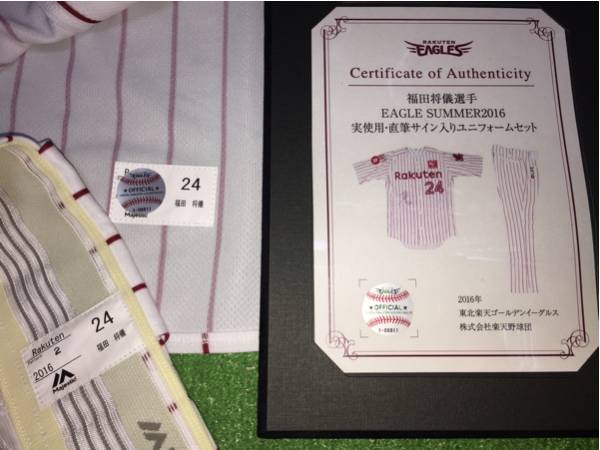 RAKUTEN
EAGLES
Certificate of Authenticity
福田将儀選手
EAGLE SUMMER2016
実使用・直筆サイン入りユニフォームセット
Rakuten
24
EAGLES
OFFICIAL
1-00811
2016年
東北楽天ゴールデンイーグルス
株式会社楽天野球団
OFFICIAL
24
福田 将儀
Majestic
Rakuten
2
2016
Majestic
24
福田 将儀